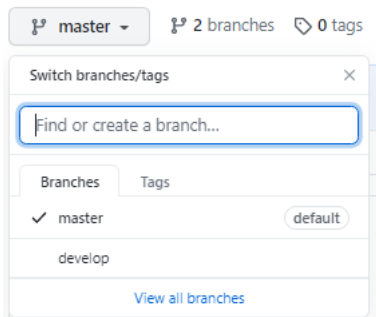 master 2 branches 0 tags
Switch branches/tags
Find or create a branch...
Branches Tags
master default
develop
View all branches